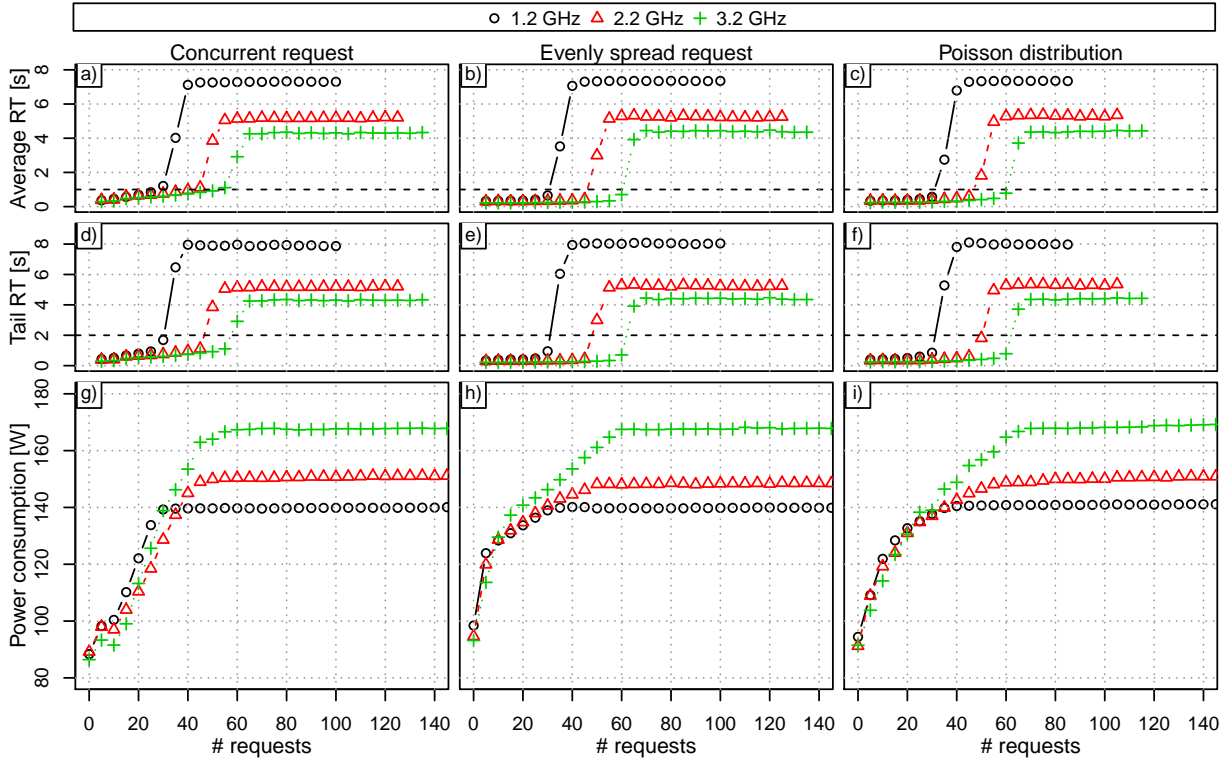 1.2 GHz 2.2 GHz 3.2 GHz
Concurrent request Evenly spread request Poisson distribution
Average RT [s]
0 2 4 6 8
a) b) c)
Tail RT [s]
0 2 4 6 8
d) e) f)
Power consumption [W]
80 100 120 140 160 180
g) h) i)
0 20 40 60 80 100 120 140 0 20 40 60 80 100 120 140 0 20 40 60 80 100 120 140
# requests # requests # requests